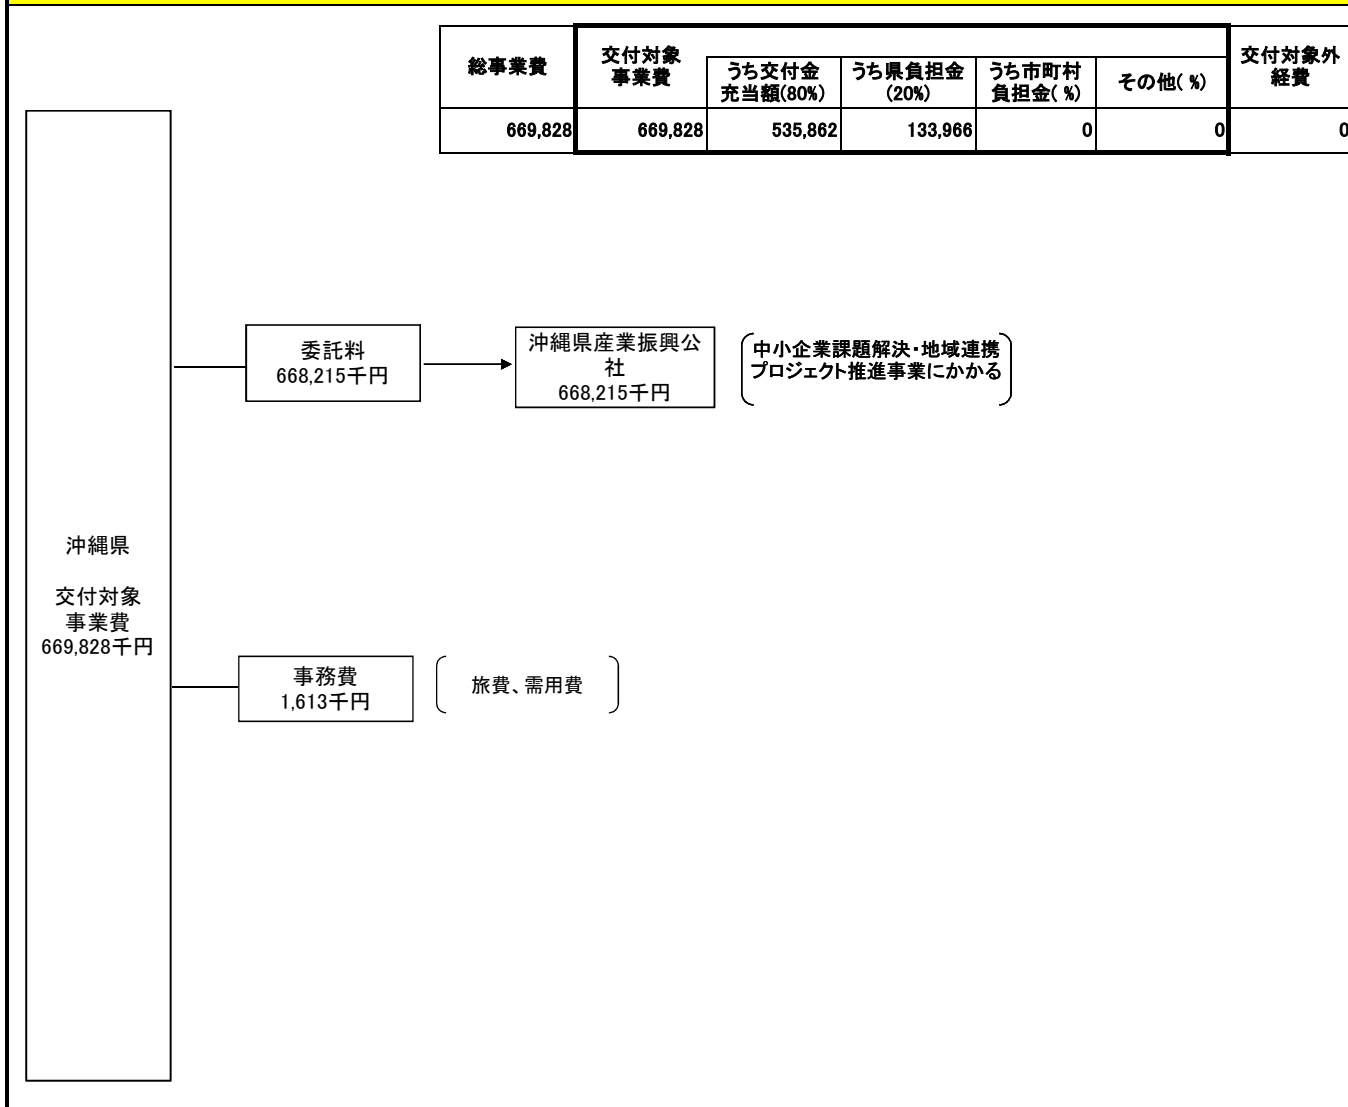 総事業費
交付対象
事業費
うち交付金
充当額(80%)
うち県負担金
(20%)
うち市町村
負担金( %)
その他( %)
交付対象外
経費
669,828 669,828 535,862 133,966 0 0 0
委託料
668,215千円
沖縄県産業振興公
社
668,215千円
中小企業課題解決・地域連携
プロジェクト推進事業にかかる
沖縄県
交付対象
事業費
669,828千円
事務費
1,613千円
旅費、需用費